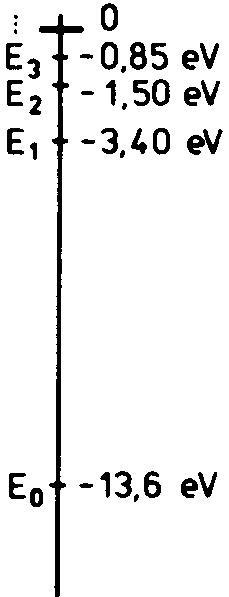 ⋮ 0
E₃ -0,85 eV
E₂ -1,50 eV
E₁ -3,40 eV
E₀ -13,6 eV